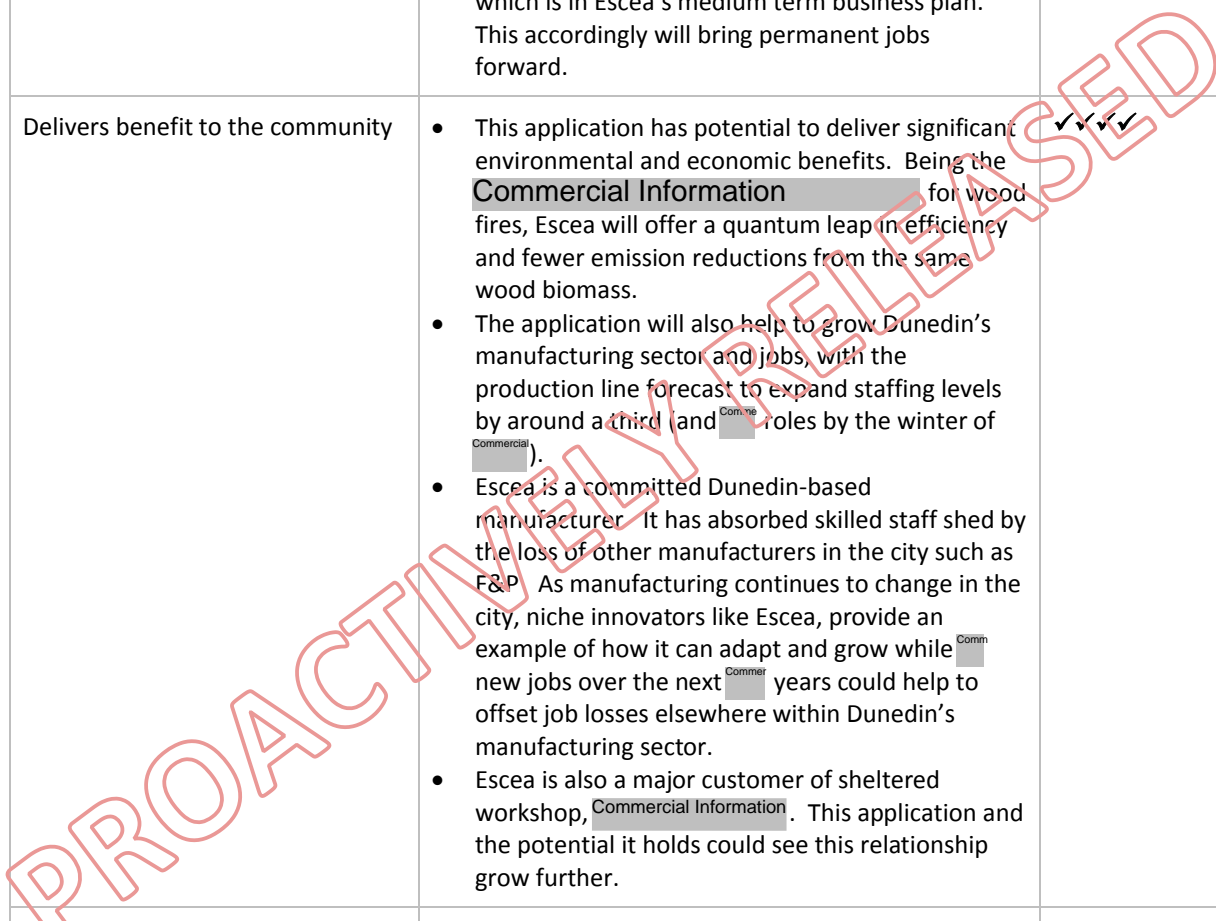 which is in Escea's medium term business plan.
This accordingly will bring permanent jobs
forward.
Delivers benefit to the community
• This application has potential to deliver significant
environmental and economic benefits. Being the
Commercial Information for wood
fires, Escea will offer a quantum leap in efficiency
and fewer emission reductions from the same
wood biomass.
• The application will also help to grow Dunedin's
manufacturing sector and jobs, with the
production line forecast to expand staffing levels
by around a third (and Comme roles by the winter of
Commercial).
• Escea is a committed Dunedin-based
manufacturer. It has absorbed skilled staff shed by
the loss of other manufacturers in the city such as
F&P. As manufacturing continues to change in the
city, niche innovators like Escea, provide an
example of how it can adapt and grow while Comm
new jobs over the next Commer years could help to
offset job losses elsewhere within Dunedin's
manufacturing sector.
• Escea is also a major customer of sheltered
workshop, Commercial Information. This application and
the potential it holds could see this relationship
grow further.
✓✓✓✓
PROACTIVELY RELEASED